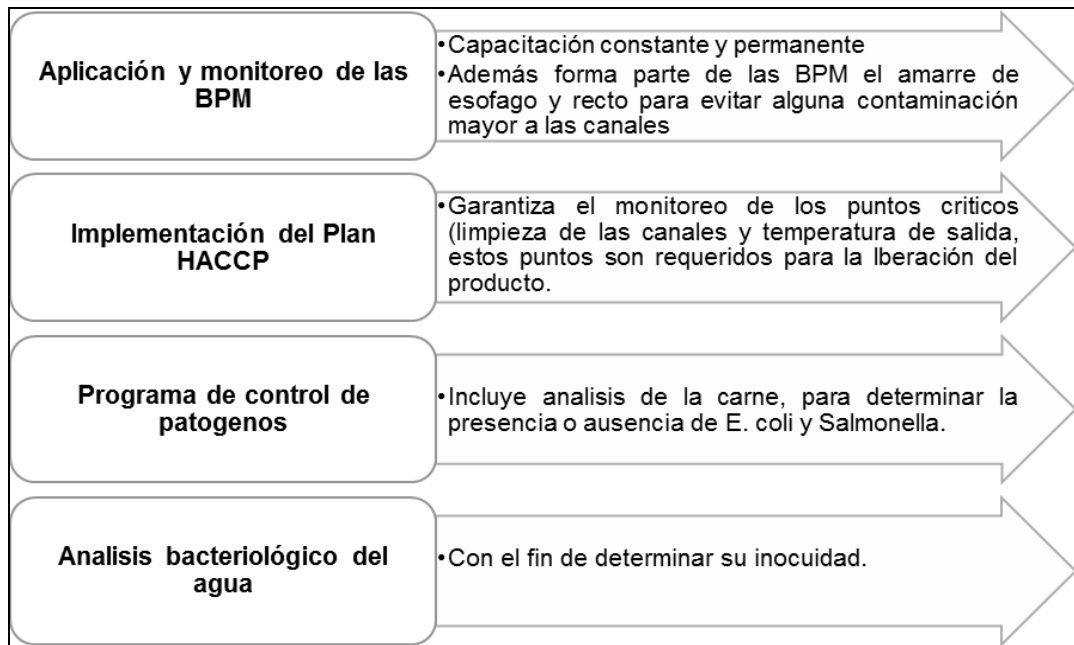 Aplicación y monitoreo de las
BPM
•Capacitación constante y permanente
•Además forma parte de las BPM el amarre de
esofago y recto para evitar alguna contaminación
mayor a las canales
Implementación del Plan
HACCP
•Garantiza el monitoreo de los puntos criticos
(limpieza de las canales y temperatura de salida,
estos puntos son requeridos para la lberación del
producto.
Programa de control de
patogenos
•Incluye analisis de la carne, para determinar la
presencia o ausencia de E. coli y Salmonella.
Analisis bacteriológico del
agua
•Con el fin de determinar su inocuidad.